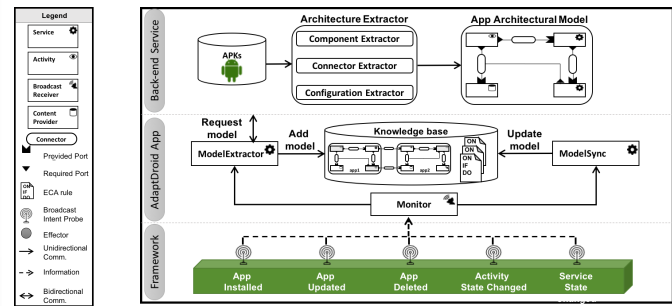 Legend
Service
Activity
Broadcast
Receiver
Content
Provider
Connector
Provided Port
Required Port
ON
IF
DO
ECA rule
Broadcast
Intent Probe
Effector
Unidirectional
Comm.
Information
Bidirectional
Comm.
Back-end Service
APKs
Architecture Extractor
Component Extractor
Connector Extractor
Configuration Extractor
App Architectural Model
AdaptDroid App
Request
model
ModelExtractor
Add
model
Knowledge base
app1
app2
ON
ON
ON
IF
DO
Update
model
ModelSync
Monitor
Framework
App
Installed
App
Updated
App
Deleted
Activity
State Changed
Service
State
Changed